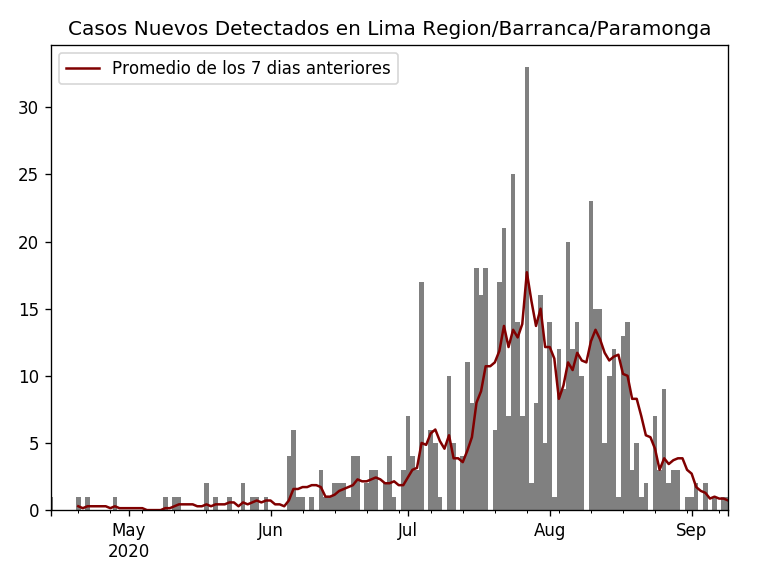 Casos Nuevos Detectados en Lima Region/Barranca/Paramonga
Promedio de los 7 dias anteriores
30
25
20
15
10
5
0
May Jun Jul Aug Sep
2020